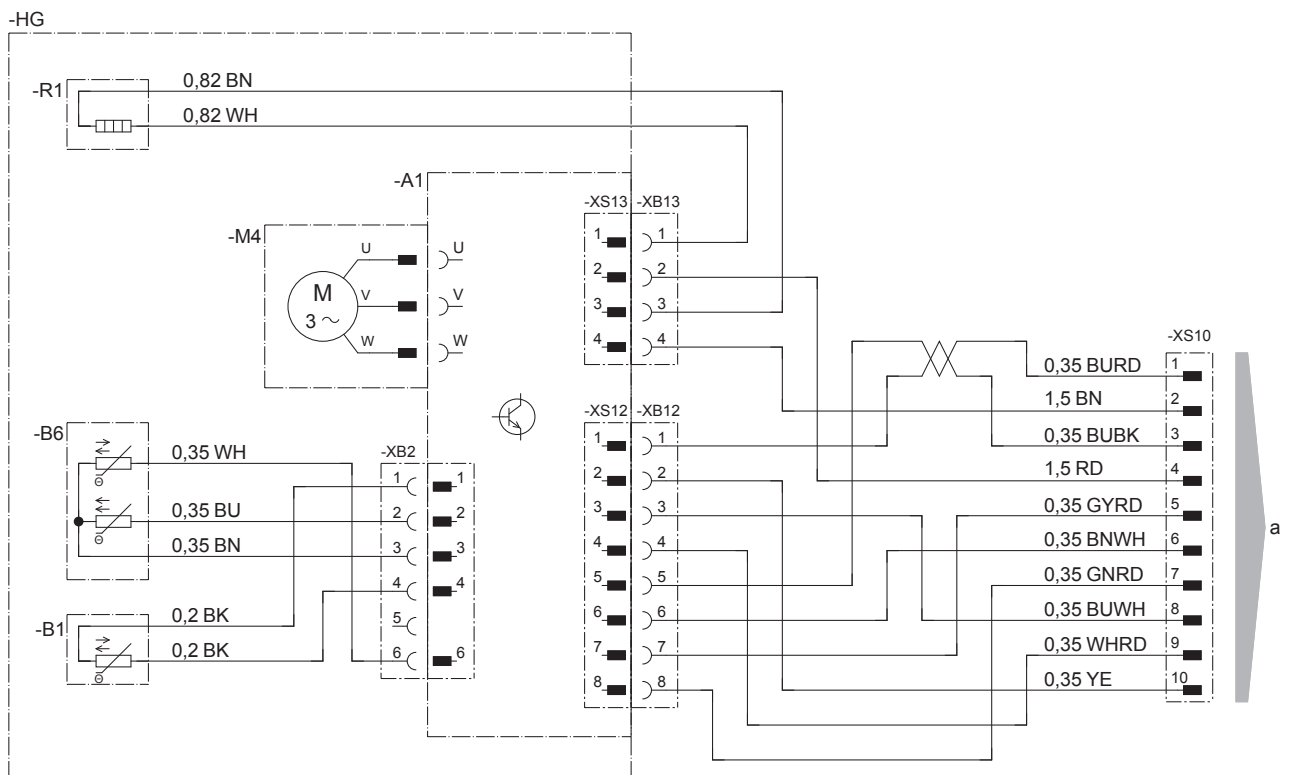 -HG
-R1
0,82 BN
0,82 WH
-A1
-M4
U
V
W
M
3 ~
U
V
W
-XS13 -XB13
1 1
2 2
3 3
4 4
-XS12 -XB12
1 1
2 2
3 3
4 4
5 5
6 6
7 7
8 8
-B6
0,35 WH
0,35 BU
0,35 BN
Θ
Θ
-B1
0,2 BK
0,2 BK
Θ
-XB2
1 1
2 2
3 3
4 4
5
6 6
-XS10
0,35 BURD 1
1,5 BN 2
0,35 BUBK 3
1,5 RD 4
0,35 GYRD 5
0,35 BNWH 6
0,35 GNRD 7
0,35 BUWH 8
0,35 WHRD 9
0,35 YE 10
a